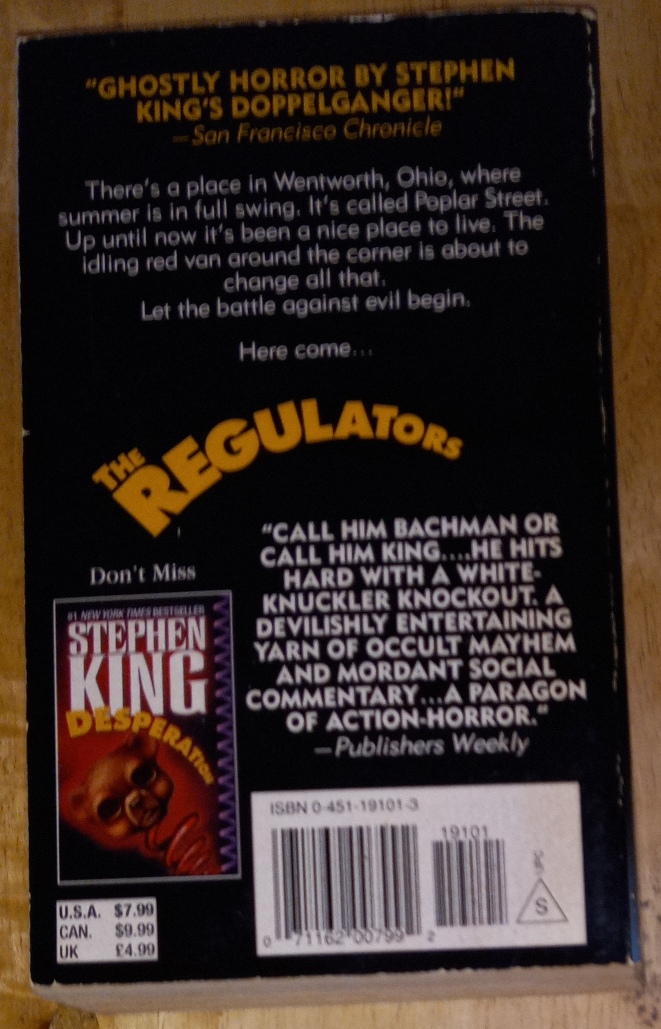 "GHOSTLY HORROR BY STEPHEN
KING'S DOPPELGANGER!"
—San Francisco Chronicle
There's a place in Wentworth, Ohio, where
summer is in full swing. It's called Poplar Street.
Up until now it's been a nice place to live. The
idling red van around the corner is about to
change all that.
Let the battle against evil begin.
Here come...
THE REGULATORS
"CALL HIM BACHMAN OR
CALL HIM KING....HE HITS
HARD WITH A WHITE-
KNUCKLER KNOCKOUT. A
DEVILISHLY ENTERTAINING
YARN OF OCCULT MAYHEM
AND MORDANT SOCIAL
COMMENTARY...A PARAGON
OF ACTION-HORROR."
—Publishers Weekly
Don't Miss
#1 NEW YORK TIMES BESTSELLER
STEPHEN
KING
DESPERATION
ISBN 0-451-19101-3
19101
UPC
S
0 71162 00799 2
U.S.A. $7.99
CAN. $9.99
UK £4.99